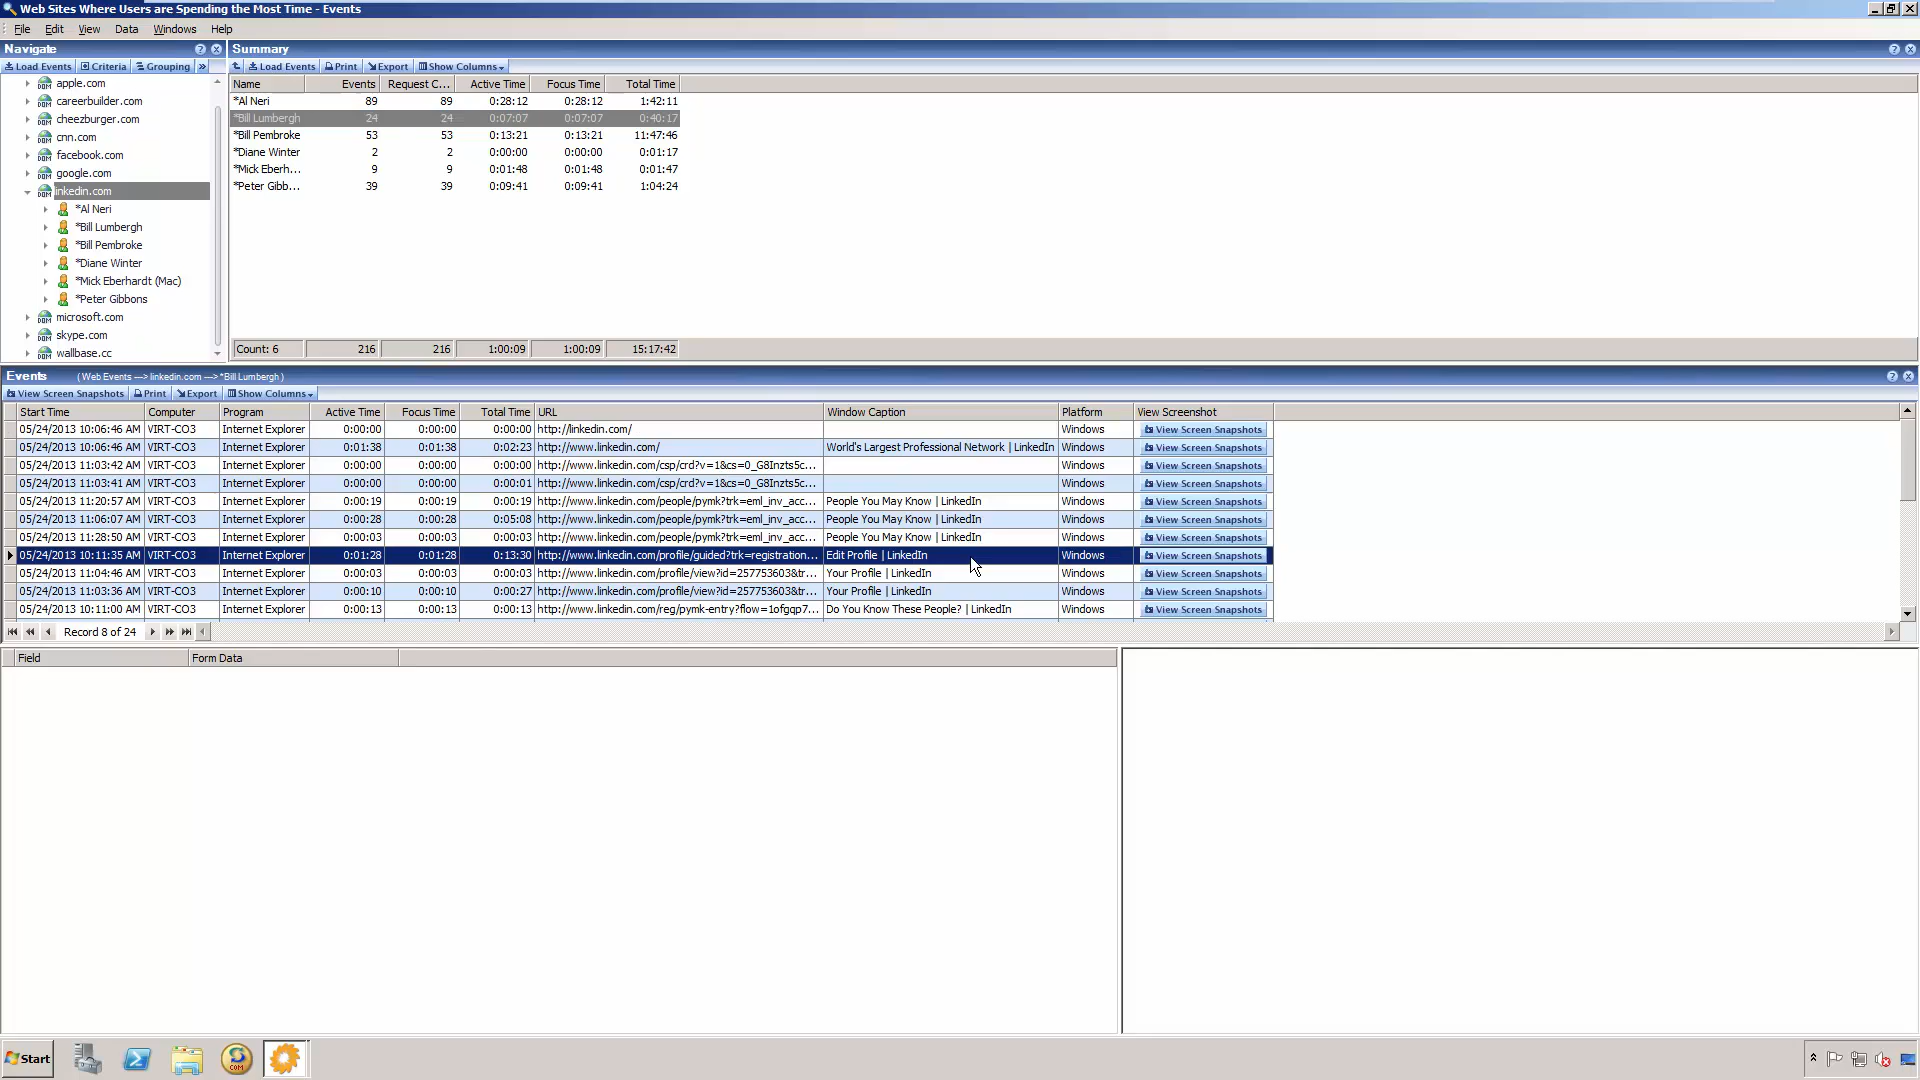 Web Sites Where Users are Spending the Most Time - Events
File Edit View Data Windows Help
Navigate
Load Events Criteria Grouping »
apple.com
careerbuilder.com
cheezburger.com
cnn.com
facebook.com
google.com
linkedin.com
*Al Neri
*Bill Lumbergh
*Bill Pembroke
*Diane Winter
*Mick Eberhardt (Mac)
*Peter Gibbons
microsoft.com
skype.com
wallbase.cc
Summary
Load Events Print Export Show Columns
Name Events Request C... Active Time Focus Time Total Time
*Al Neri 89 89 0:28:12 0:28:12 1:42:11
*Bill Lumbergh 24 24 0:07:07 0:07:07 0:40:17
*Bill Pembroke 53 53 0:13:21 0:13:21 11:47:46
*Diane Winter 2 2 0:00:00 0:00:00 0:01:17
*Mick Eberh... 9 9 0:01:48 0:01:48 0:01:47
*Peter Gibb... 39 39 0:09:41 0:09:41 1:04:24
Count: 6 216 216 1:00:09 1:00:09 15:17:42
Events ( Web Events ---> linkedin.com ---> *Bill Lumbergh )
View Screen Snapshots Print Export Show Columns
Start Time Computer Program Active Time Focus Time Total Time URL Window Caption Platform View Screenshot
05/24/2013 10:06:46 AM VIRT-CO3 Internet Explorer 0:00:00 0:00:00 0:00:00 http://linkedin.com/ Windows View Screen Snapshots
05/24/2013 10:06:46 AM VIRT-CO3 Internet Explorer 0:01:38 0:01:38 0:02:23 http://www.linkedin.com/ World's Largest Professional Network | LinkedIn Windows View Screen Snapshots
05/24/2013 11:03:42 AM VIRT-CO3 Internet Explorer 0:00:00 0:00:00 0:00:00 http://www.linkedin.com/csp/crd?v=1&cs=0_G8Inzts5c... Windows View Screen Snapshots
05/24/2013 11:03:41 AM VIRT-CO3 Internet Explorer 0:00:00 0:00:00 0:00:01 http://www.linkedin.com/csp/crd?v=1&cs=0_G8Inzts5c... Windows View Screen Snapshots
05/24/2013 11:20:57 AM VIRT-CO3 Internet Explorer 0:00:19 0:00:19 0:00:19 http://www.linkedin.com/people/pymk?trk=eml_inv_acc... People You May Know | LinkedIn Windows View Screen Snapshots
05/24/2013 11:06:07 AM VIRT-CO3 Internet Explorer 0:00:28 0:00:28 0:05:08 http://www.linkedin.com/people/pymk?trk=eml_inv_acc... People You May Know | LinkedIn Windows View Screen Snapshots
05/24/2013 11:28:50 AM VIRT-CO3 Internet Explorer 0:00:03 0:00:03 0:00:03 http://www.linkedin.com/people/pymk?trk=eml_inv_acc... People You May Know | LinkedIn Windows View Screen Snapshots
05/24/2013 10:11:35 AM VIRT-CO3 Internet Explorer 0:01:28 0:01:28 0:13:30 http://www.linkedin.com/profile/guided?trk=registration... Edit Profile | LinkedIn Windows View Screen Snapshots
05/24/2013 11:04:46 AM VIRT-CO3 Internet Explorer 0:00:03 0:00:03 0:00:03 http://www.linkedin.com/profile/view?id=257753603&tr... Your Profile | LinkedIn Windows View Screen Snapshots
05/24/2013 11:03:36 AM VIRT-CO3 Internet Explorer 0:00:10 0:00:10 0:00:27 http://www.linkedin.com/profile/view?id=257753603&tr... Your Profile | LinkedIn Windows View Screen Snapshots
05/24/2013 10:11:00 AM VIRT-CO3 Internet Explorer 0:00:13 0:00:13 0:00:13 http://www.linkedin.com/reg/pymk-entry?flow=1ofgqp7... Do You Know These People? | LinkedIn Windows View Screen Snapshots
Record 8 of 24
Field Form Data
Start
COM